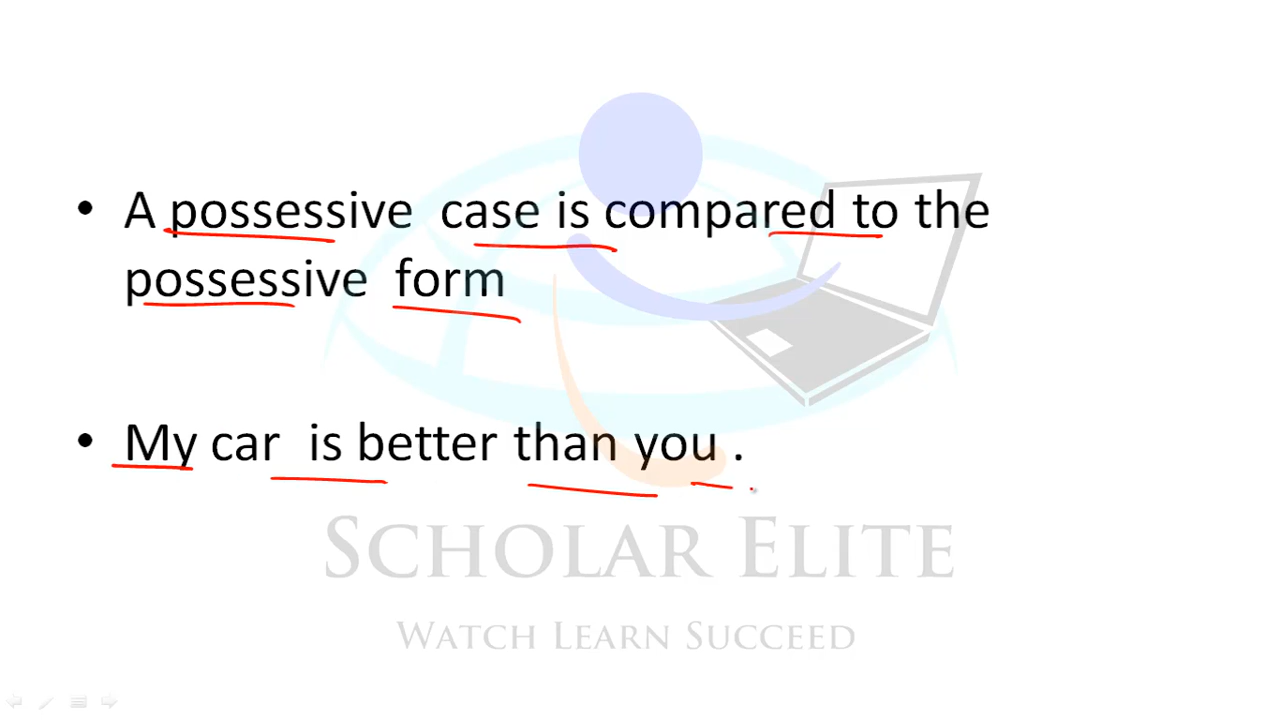 • A possessive case is compared to the
possessive form
• My car is better than you .
SCHOLAR ELITE
WATCH LEARN SUCCEED